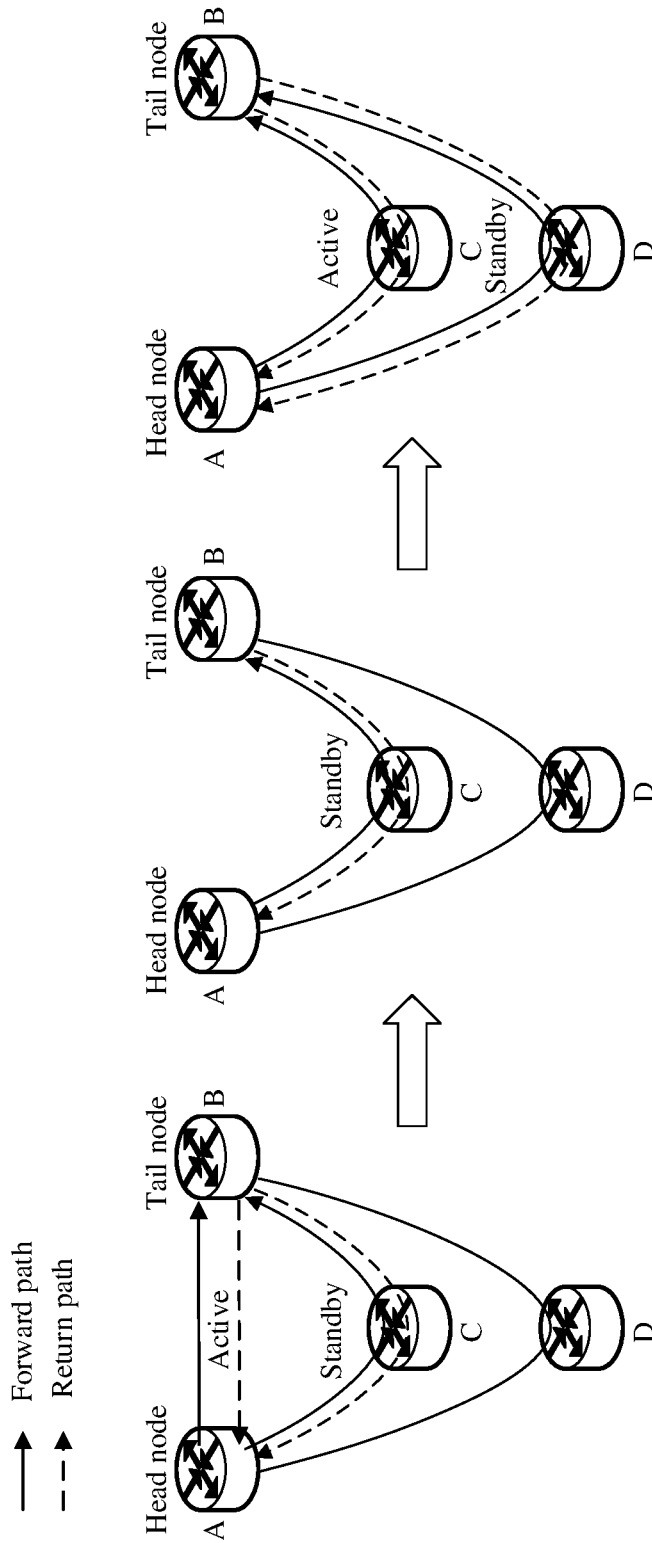 Forward path
Return path
Head node
A
Tail node
B
Active
Standby
C
D
Head node
A
Tail node
B
Standby
C
D
Head node
A
Tail node
B
Active
C
Standby
D